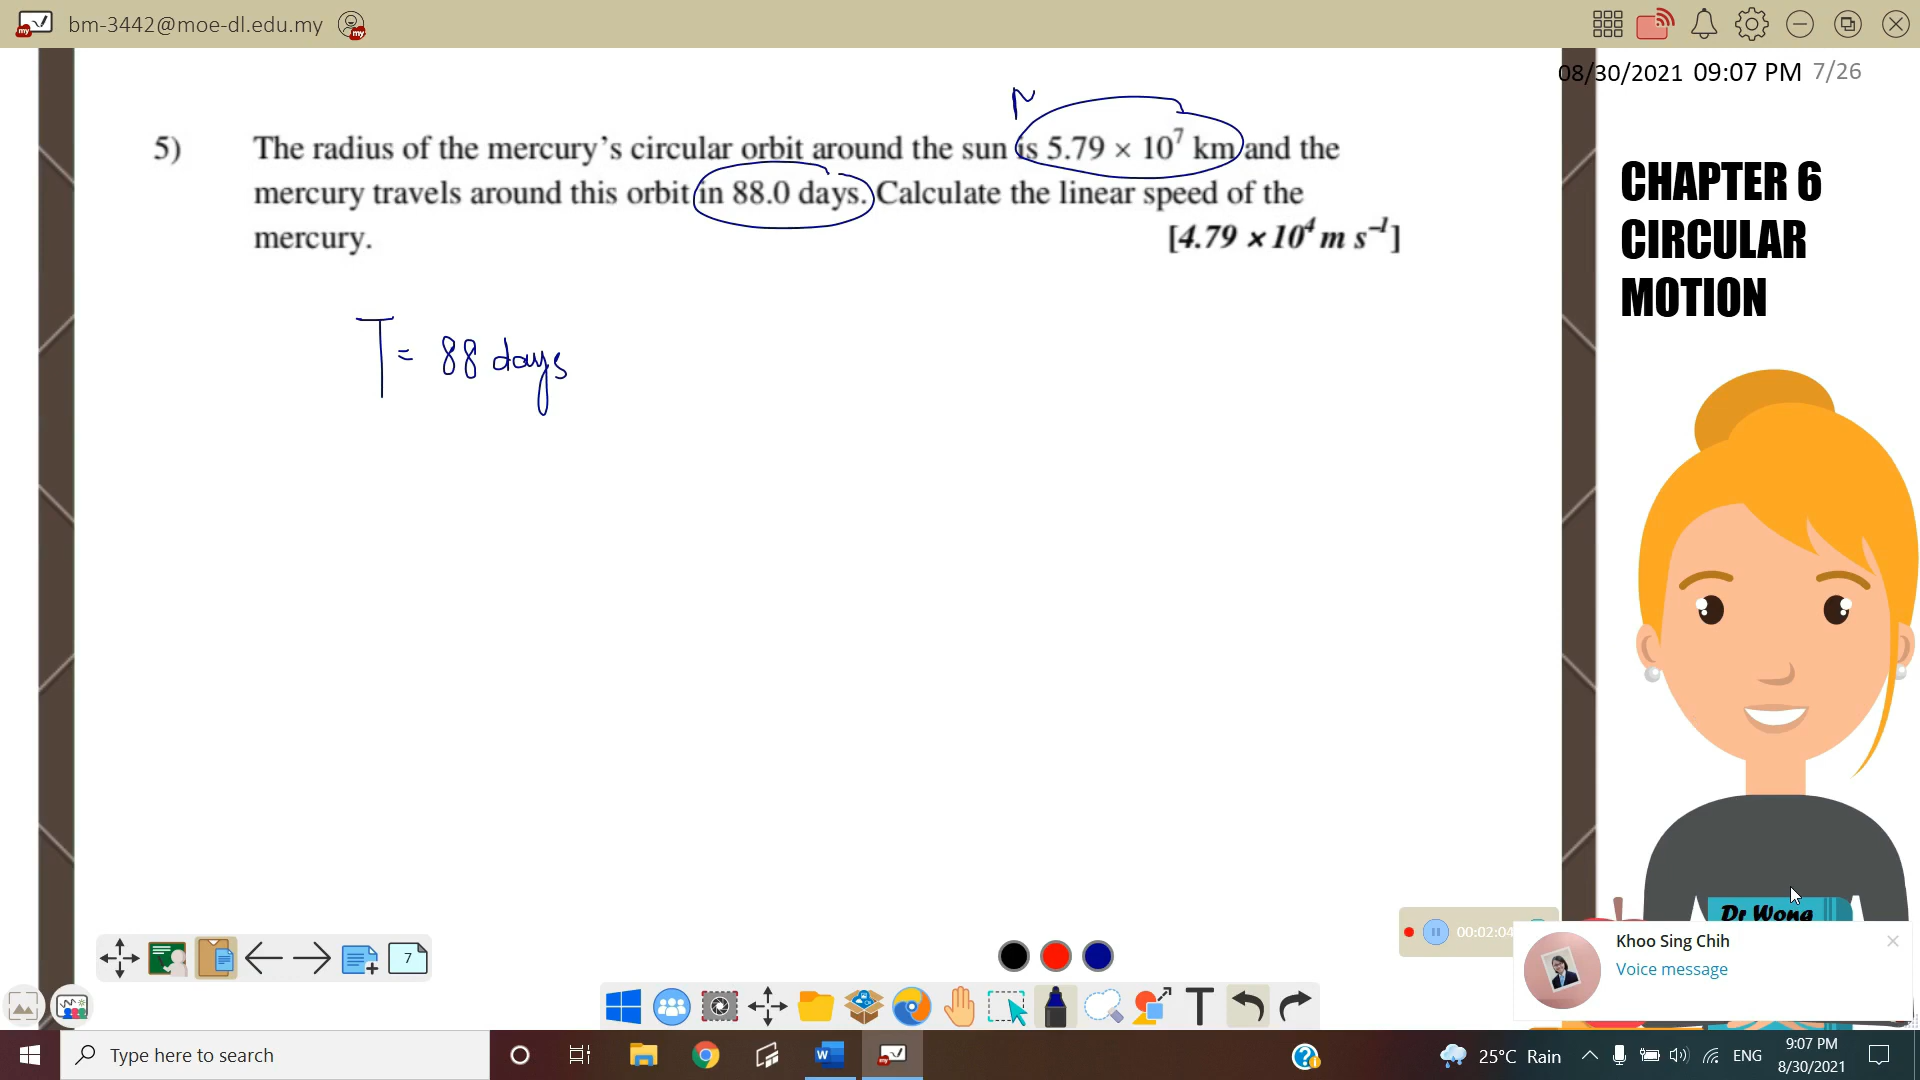 bm-3442@moe-dl.edu.my
08/30/2021 09:07 PM 7/26
r
5) The radius of the mercury’s circular orbit around the sun is 5.79 × 10⁷ km and the
mercury travels around this orbit in 88.0 days. Calculate the linear speed of the
mercury. [4.79 × 10⁴ m s⁻¹]
T = 88 days
CHAPTER 6
CIRCULAR
MOTION
Dr Wong
00:02:04
Khoo Sing Chih
Voice message
7
T
Type here to search
25°C Rain
ENG
9:07 PM
8/30/2021